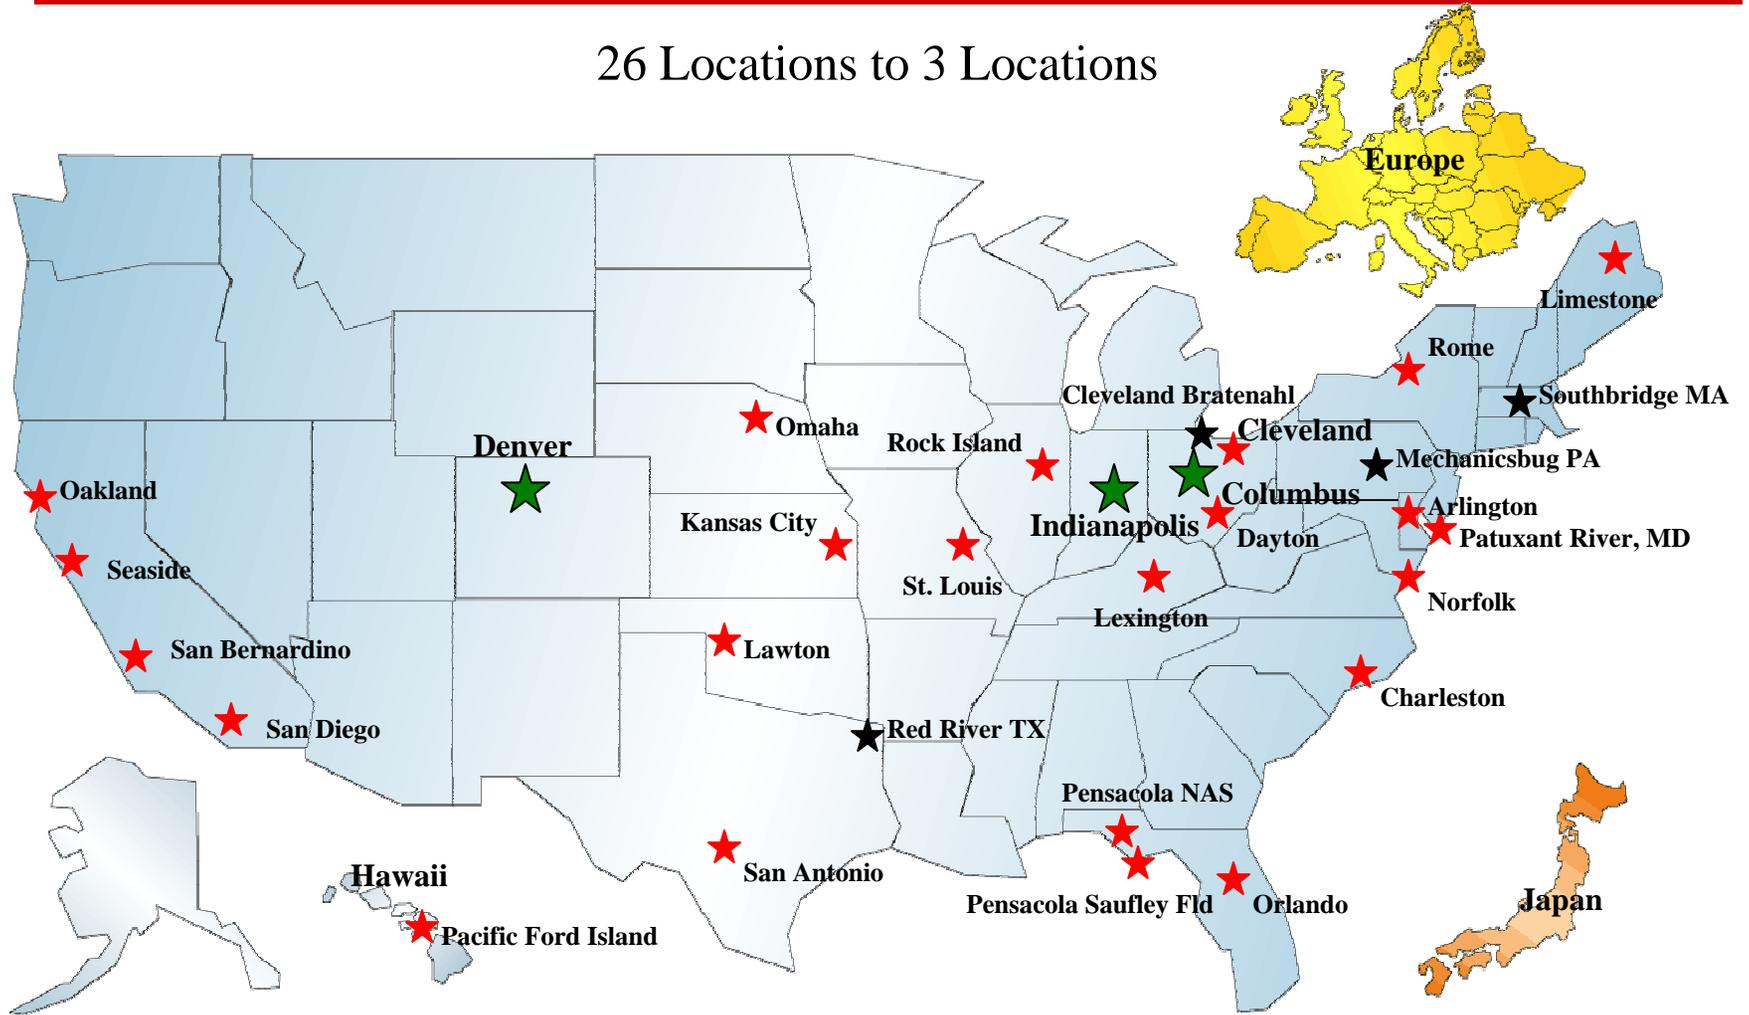 26 Locations to 3 Locations
Europe
Limestone
Rome
Cleveland Bratenahl
Southbridge MA
Omaha
Denver
Rock Island
Cleveland
Mechanicsbug PA
Oakland
Columbus
Arlington
Kansas City
Indianapolis
Dayton
Patuxant River, MD
Seaside
St. Louis
Norfolk
Lexington
San Bernardino
Lawton
Charleston
San Diego
Red River TX
Pensacola NAS
San Antonio
Hawaii
Pensacola Saufley Fld
Orlando
Japan
Pacific Ford Island